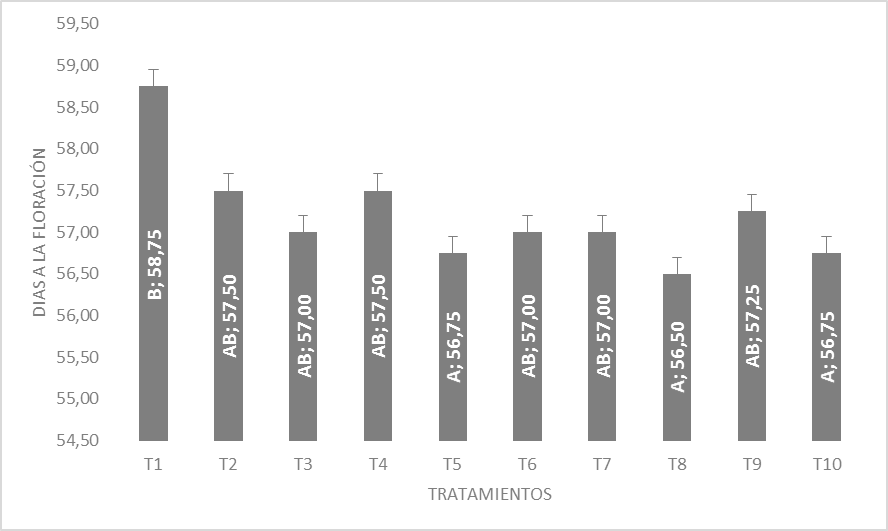 59,50
59,00
58,50
58,00
57,50
57,00
56,50
56,00
55,50
55,00
54,50
DIAS A LA FLORACIÓN
B; 58,75
AB; 57,50
AB; 57,00
AB; 57,50
A; 56,75
AB; 57,00
AB; 57,00
A; 56,50
AB; 57,25
A; 56,75
T1 T2 T3 T4 T5 T6 T7 T8 T9 T10
TRATAMIENTOS